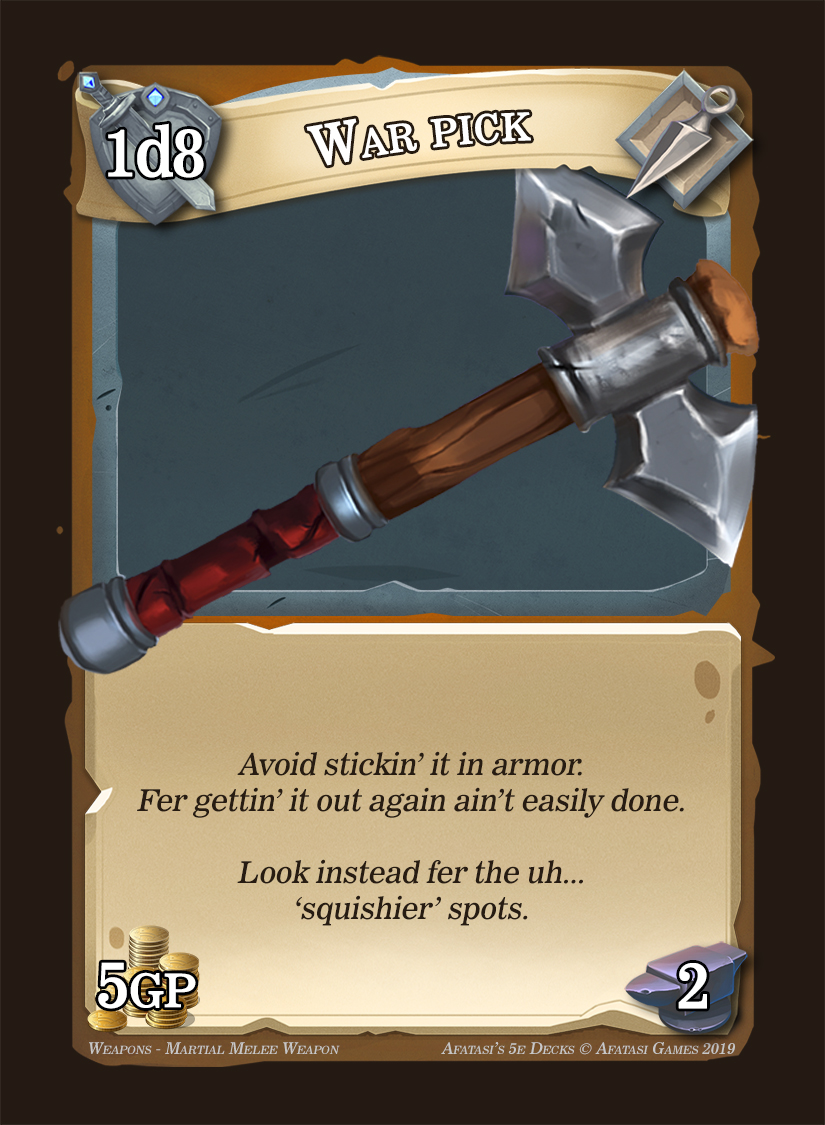 1d8
War pick
Avoid stickin’ it in armor.
Fer gettin’ it out again ain’t easily done.
Look instead fer the uh...
‘squishier’ spots.
5GP
2
Weapons - Martial Melee Weapon
Afatasi's 5e Decks © Afatasi Games 2019